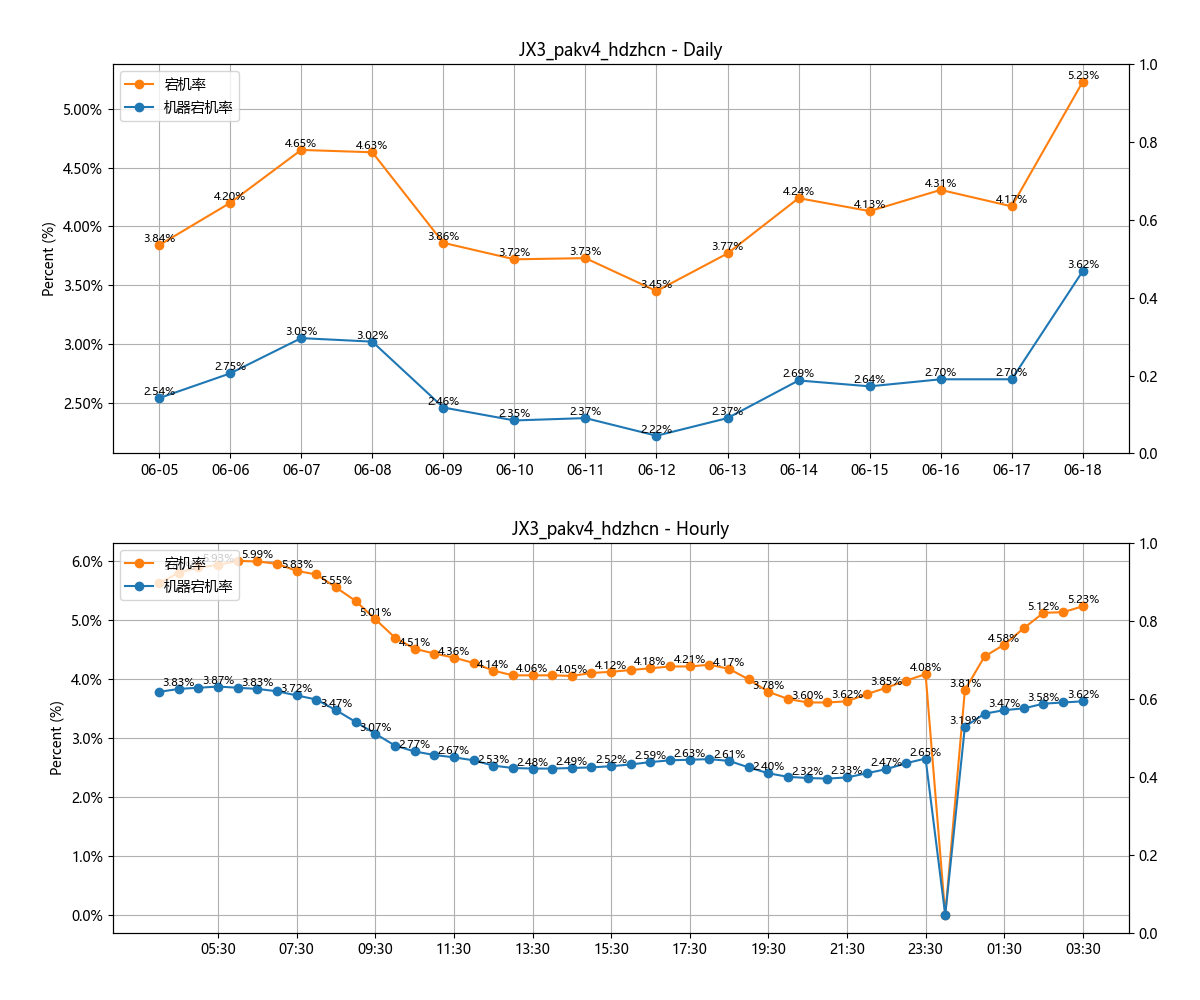 JX3_pakv4_hdzhcn - Daily
宕机率
机器宕机率
Percent (%)
5.00%
4.50%
4.00%
3.50%
3.00%
2.50%
1.0
0.8
0.6
0.4
0.2
0.0
3.84% 4.20% 4.65% 4.63% 3.86% 3.72% 3.73% 3.45% 3.77% 4.24% 4.13% 4.31% 4.17% 5.23%
2.54% 2.75% 3.05% 3.02% 2.46% 2.35% 2.37% 2.22% 2.37% 2.69% 2.64% 2.70% 2.70% 3.62%
06-05 06-06 06-07 06-08 06-09 06-10 06-11 06-12 06-13 06-14 06-15 06-16 06-17 06-18
JX3_pakv4_hdzhcn - Hourly
宕机率
机器宕机率
Percent (%)
6.0%
5.0%
4.0%
3.0%
2.0%
1.0%
0.0%
1.0
0.8
0.6
0.4
0.2
0.0
5.93% 5.99% 5.83% 5.55% 5.01% 4.51% 4.36% 4.14% 4.06% 4.05% 4.12% 4.18% 4.21% 4.17% 3.78% 3.60% 3.62% 3.85% 4.08% 3.81% 4.58% 5.12% 5.23%
3.83% 3.87% 3.83% 3.72% 3.47% 3.07% 2.77% 2.67% 2.53% 2.48% 2.49% 2.52% 2.59% 2.63% 2.61% 2.40% 2.32% 2.33% 2.47% 2.65% 3.19% 3.47% 3.58% 3.62%
05:30 07:30 09:30 11:30 13:30 15:30 17:30 19:30 21:30 23:30 01:30 03:30